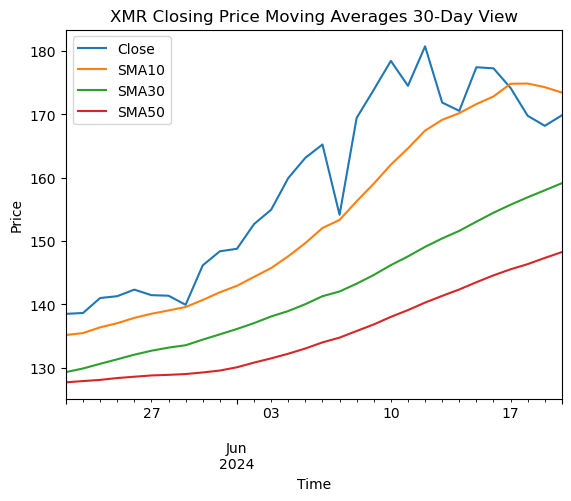 XMR Closing Price Moving Averages 30-Day View
Close
SMA10
SMA30
SMA50
Price
180
170
160
150
140
130
27
03
10
17
Jun
2024
Time